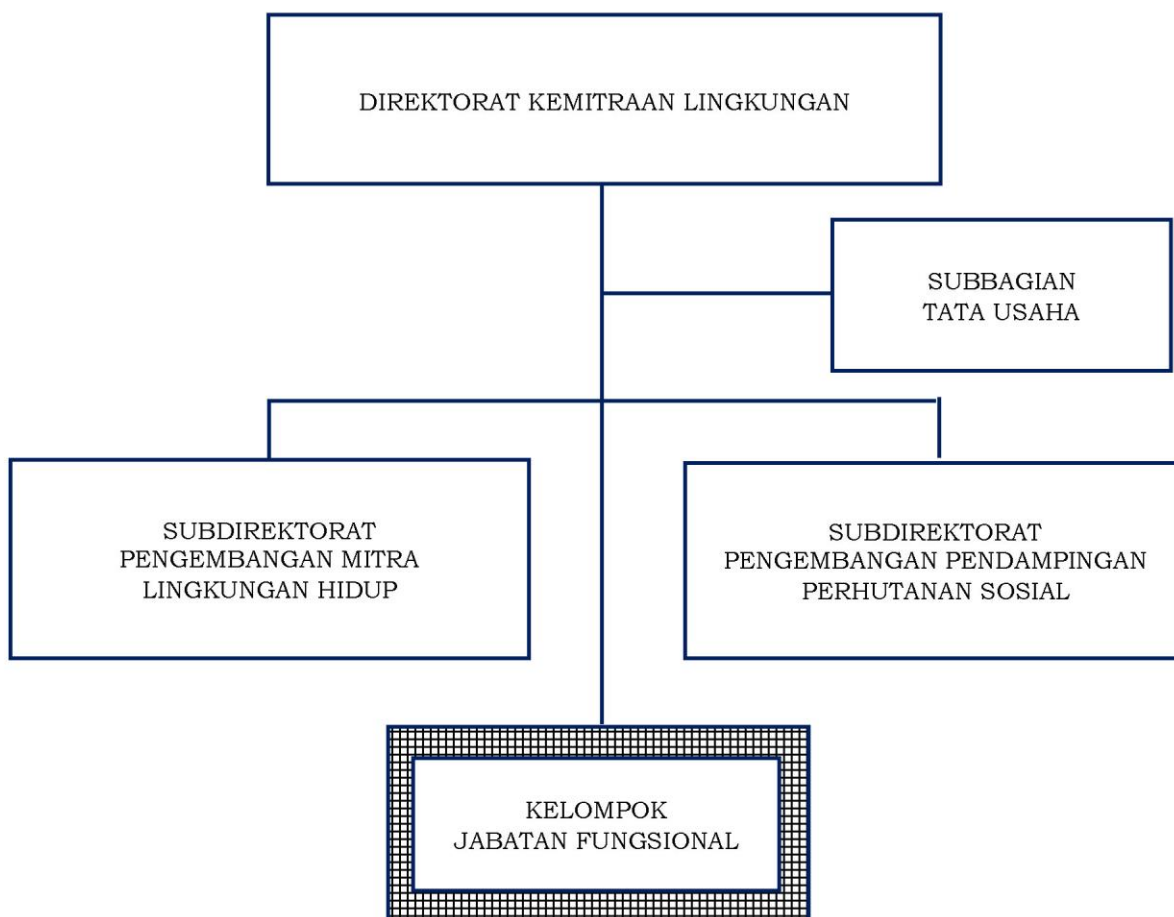 DIREKTORAT KEMITRAAN LINGKUNGAN
SUBBAGIAN
TATA USAHA
SUBDIREKTORAT
PENGEMBANGAN MITRA
LINGKUNGAN HIDUP
SUBDIREKTORAT
PENGEMBANGAN PENDAMPINGAN
PERHUTANAN SOSIAL
KELOMPOK
JABATAN FUNGSIONAL